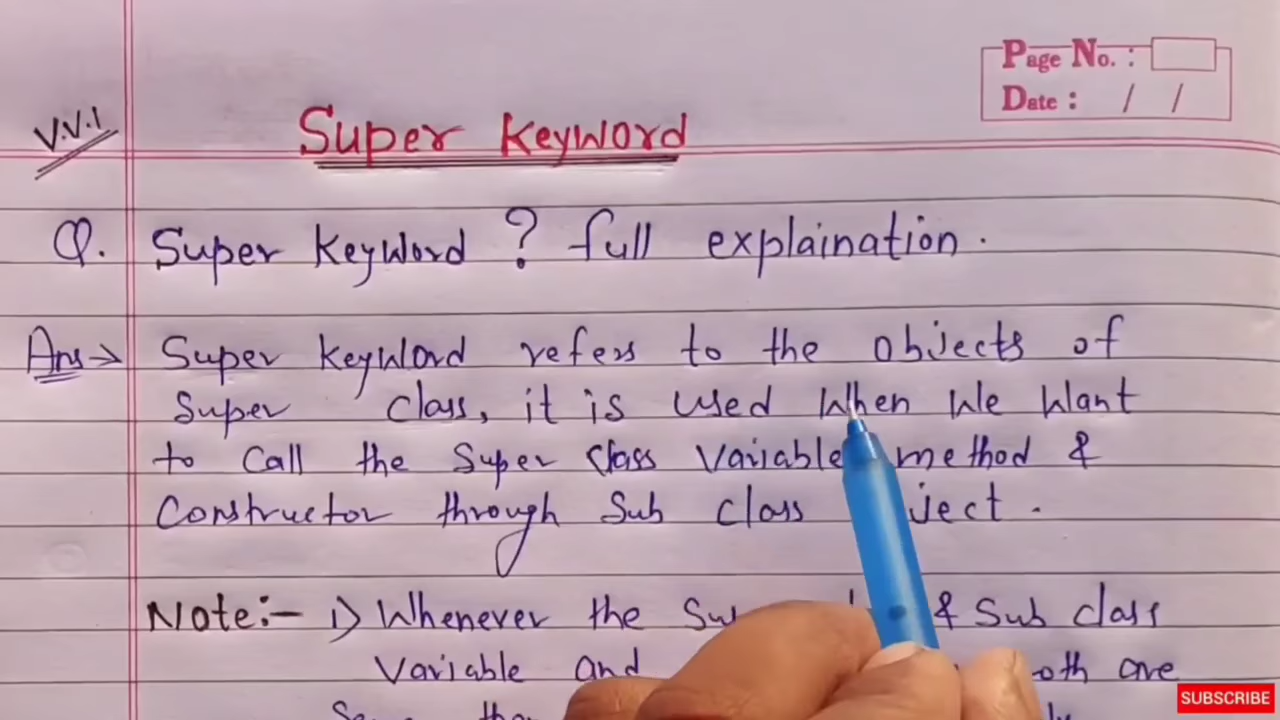 Page No. :
Date : / /
V.V.I
Super Keyword
Q. Super Keyword ? full explaination .
Ans → Super Keyword refers to the objects of
Super class, it is used when we want
to call the Super class variable method &
Constructor through Sub class ject .
Note:- 1) Whenever the & Sub class
variable and are
SUBSCRIBE